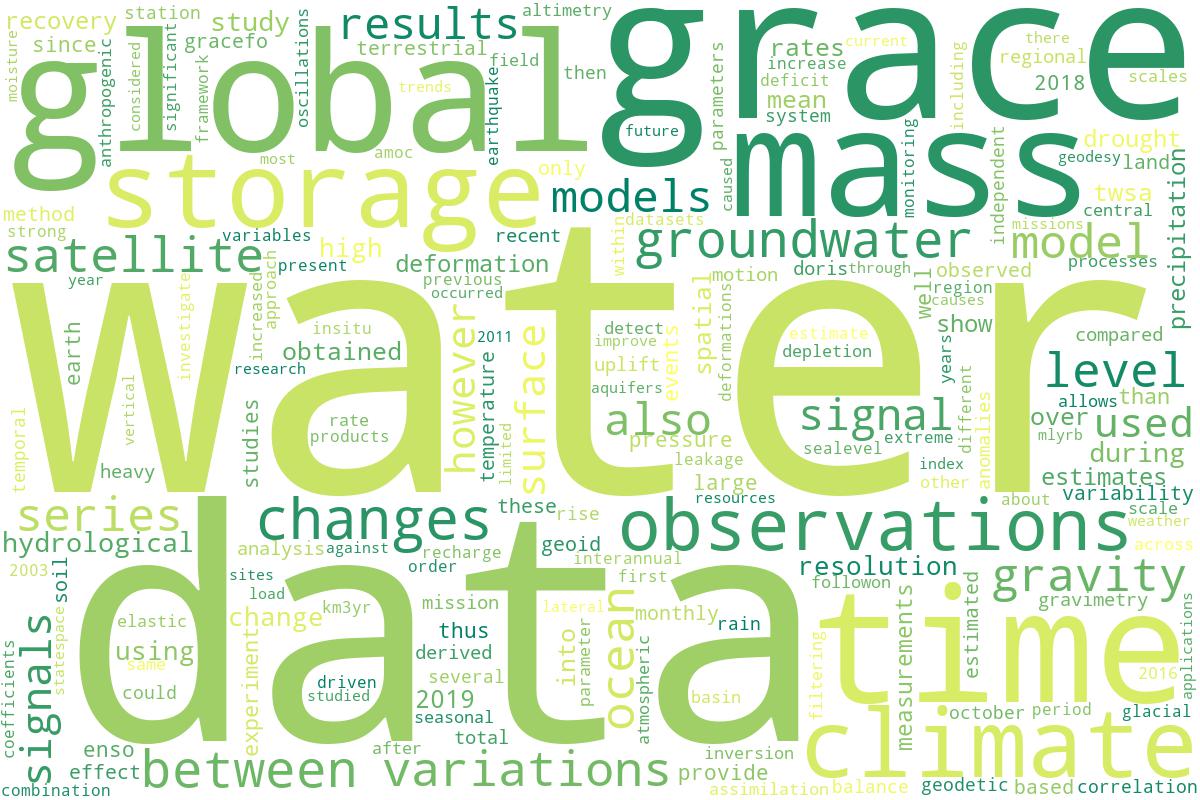 station
altimetry
recovery
study
results
global
grace
since
gracefo
terrestrial
field
then
rates
current
there
regional
increase
deficit
2018
scales
mean
system
moisture
anthropogenic
considered
significant
framework
oscillations
trends
earthquake
future
parameters
including
monitoring
independent
mass
drought
geodesy
land
most
amoc
only
storage
models
caused
twsa
central
precipitation
method
strong
variables
high
recent
datasets
within
missions
groundwater
model
processes
satellite
present
deformation
previous
occurred
motion
doris
through
observed
region
causes
well
year
investigate
increased
approach
water
earth
insitu
obtained
2011
detect
improve
uplift
aquifers
events
spatial
deformations
estimate
depletion
show
years
compared
level
research
vertical
however
temperature
surface
allows
than
over
used
mlyrb
during
rate
products
studies
also
pressure
leakage
large
resources
signal
sealevel
extreme
index
other
different
anomalies
estimates
variability
temporal
heavy
limited
series
changes
these
rise
observations
about
scale
weather
across
hydrological
analysis
against
recharge
order
geoid
interannual
first
resolution
followon
gravity
gravimetry
2003
soil
sites
load
data
time
elastic
using
same
could
change
km3yr
mission
thus
derived
several
2019
seasonal
total
lateral
into
parameter
ocean
monthly
rain
atmospheric
basin
filtering
measurements
estimated
2016
applications
coefficients
signals
statespace
experiment
driven
studied
climate
october
period
glacial
enso
effect
combination
between
variations
after
provide
inversion
assimilation
balance
geodetic
based
correlation